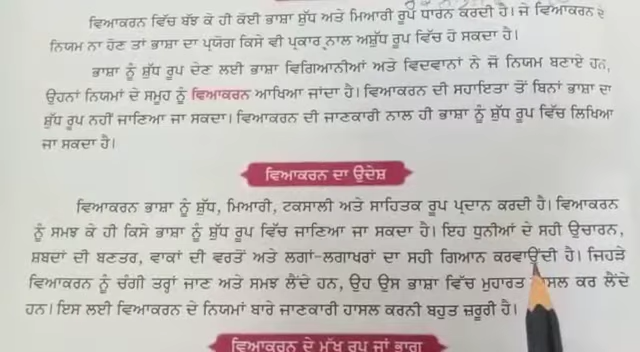 ਵਿਆਕਰਨ ਵਿੱਚ ਬੱਝ ਕੇ ਹੀ ਕੋਈ ਭਾਸ਼ਾ ਸ਼ੁੱਧ ਅਤੇ ਮਿਆਰੀ ਰੂਪ ਧਾਰਨ ਕਰਦੀ ਹੈ। ਜੇ ਵਿਆਕਰਨ ਦੇ
ਨਿਯਮ ਨਾ ਹੋਣ ਤਾਂ ਭਾਸ਼ਾ ਦਾ ਪ੍ਰਯੋਗ ਕਿਸੇ ਵੀ ਪ੍ਰਕਾਰ ਨਾਲ ਅਸ਼ੁੱਧ ਰੂਪ ਵਿੱਚ ਹੋ ਸਕਦਾ ਹੈ।
ਭਾਸ਼ਾ ਨੂੰ ਸ਼ੁੱਧ ਰੂਪ ਦੇਣ ਲਈ ਭਾਸ਼ਾ ਵਿਗਿਆਨੀਆਂ ਅਤੇ ਵਿਦਵਾਨਾਂ ਨੇ ਜੋ ਨਿਯਮ ਬਣਾਏ ਹਨ,
ਉਹਨਾਂ ਨਿਯਮਾਂ ਦੇ ਸਮੂਹ ਨੂੰ ਵਿਆਕਰਨ ਆਖਿਆ ਜਾਂਦਾ ਹੈ। ਵਿਆਕਰਨ ਦੀ ਸਹਾਇਤਾ ਤੋਂ ਬਿਨਾਂ ਭਾਸ਼ਾ ਦਾ
ਸ਼ੁੱਧ ਰੂਪ ਨਹੀਂ ਜਾਣਿਆ ਜਾ ਸਕਦਾ। ਵਿਆਕਰਨ ਦੀ ਜਾਣਕਾਰੀ ਨਾਲ ਹੀ ਭਾਸ਼ਾ ਨੂੰ ਸ਼ੁੱਧ ਰੂਪ ਵਿੱਚ ਲਿਖਿਆ
ਜਾ ਸਕਦਾ ਹੈ।
ਵਿਆਕਰਨ ਦਾ ਉਦੇਸ਼
ਵਿਆਕਰਨ ਭਾਸ਼ਾ ਨੂੰ ਸ਼ੁੱਧ, ਮਿਆਰੀ, ਟਕਸਾਲੀ ਅਤੇ ਸਾਹਿਤਕ ਰੂਪ ਪ੍ਰਦਾਨ ਕਰਦੀ ਹੈ। ਵਿਆਕਰਨ
ਨੂੰ ਸਮਝ ਕੇ ਹੀ ਕਿਸੇ ਭਾਸ਼ਾ ਨੂੰ ਸ਼ੁੱਧ ਰੂਪ ਵਿੱਚ ਜਾਣਿਆ ਜਾ ਸਕਦਾ ਹੈ। ਇਹ ਧੁਨੀਆਂ ਦੇ ਸਹੀ ਉਚਾਰਨ,
ਸ਼ਬਦਾਂ ਦੀ ਬਣਤਰ, ਵਾਕਾਂ ਦੀ ਵਰਤੋਂ ਅਤੇ ਲਗਾਂ-ਲਗਾਖਰਾਂ ਦਾ ਸਹੀ ਗਿਆਨ ਕਰਵਾਉਂਦੀ ਹੈ। ਜਿਹੜੇ
ਵਿਆਕਰਨ ਨੂੰ ਚੰਗੀ ਤਰ੍ਹਾਂ ਜਾਣ ਅਤੇ ਸਮਝ ਲੈਂਦੇ ਹਨ, ਉਹ ਉਸ ਭਾਸ਼ਾ ਵਿੱਚ ਮੁਹਾਰਤ ਕਰ ਲੈਂਦੇ
ਹਨ। ਇਸ ਲਈ ਵਿਆਕਰਨ ਦੇ ਨਿਯਮਾਂ ਬਾਰੇ ਜਾਣਕਾਰੀ ਹਾਸਲ ਕਰਨੀ ਬਹੁਤ ਜ਼ਰੂਰੀ ਹੈ।
ਵਿਆਕਰਨ ਦੇ ਮੁੱਖ ਰੂਪ ਜਾਂ ਭਾਗ